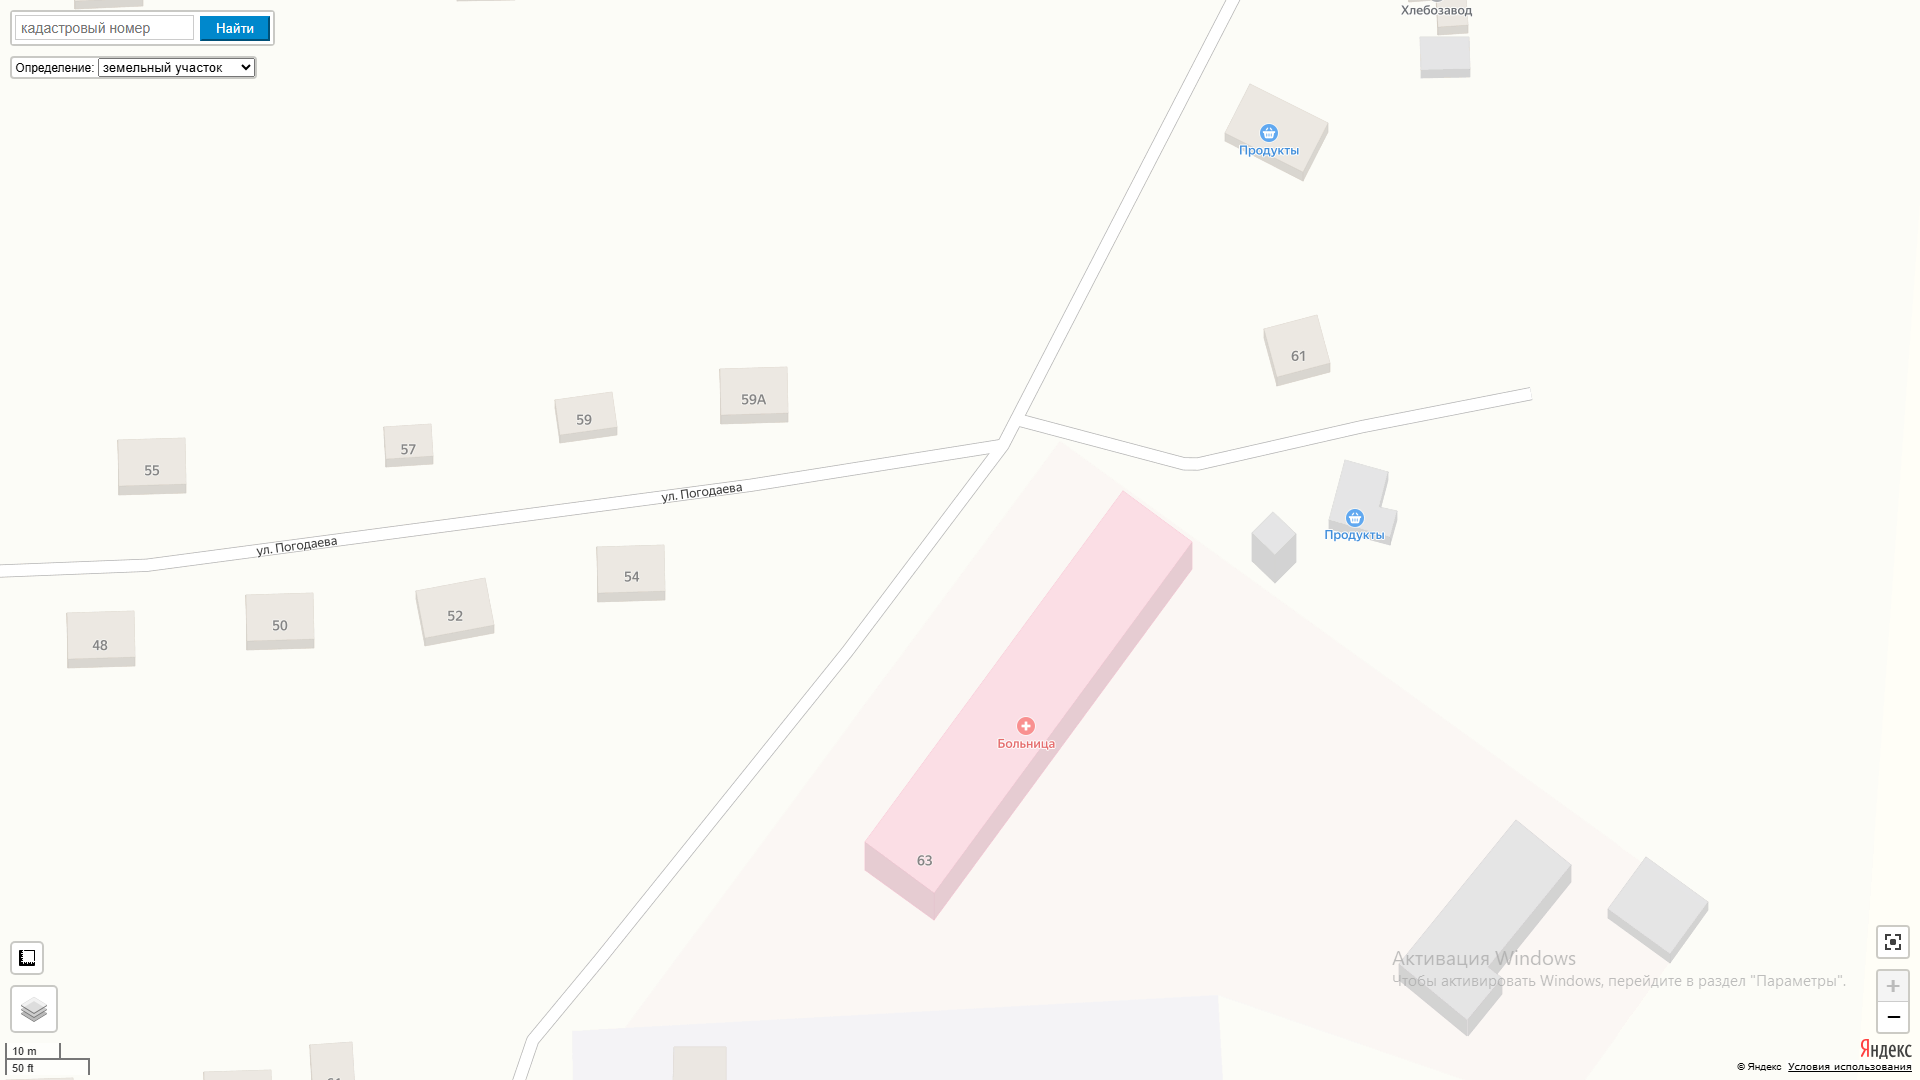 кадастровый номер
Найти
Определение: земельный участок
Хлебозавод
Продукты
61
59А
59
57
55
ул. Погодаева
ул. Погодаева
Продукты
54
52
50
48
Больница
63
Активация Windows
Чтобы активировать Windows, перейдите в раздел "Параметры".
+
−
10 m
50 ft
Яндекс
© Яндекс Условия использования